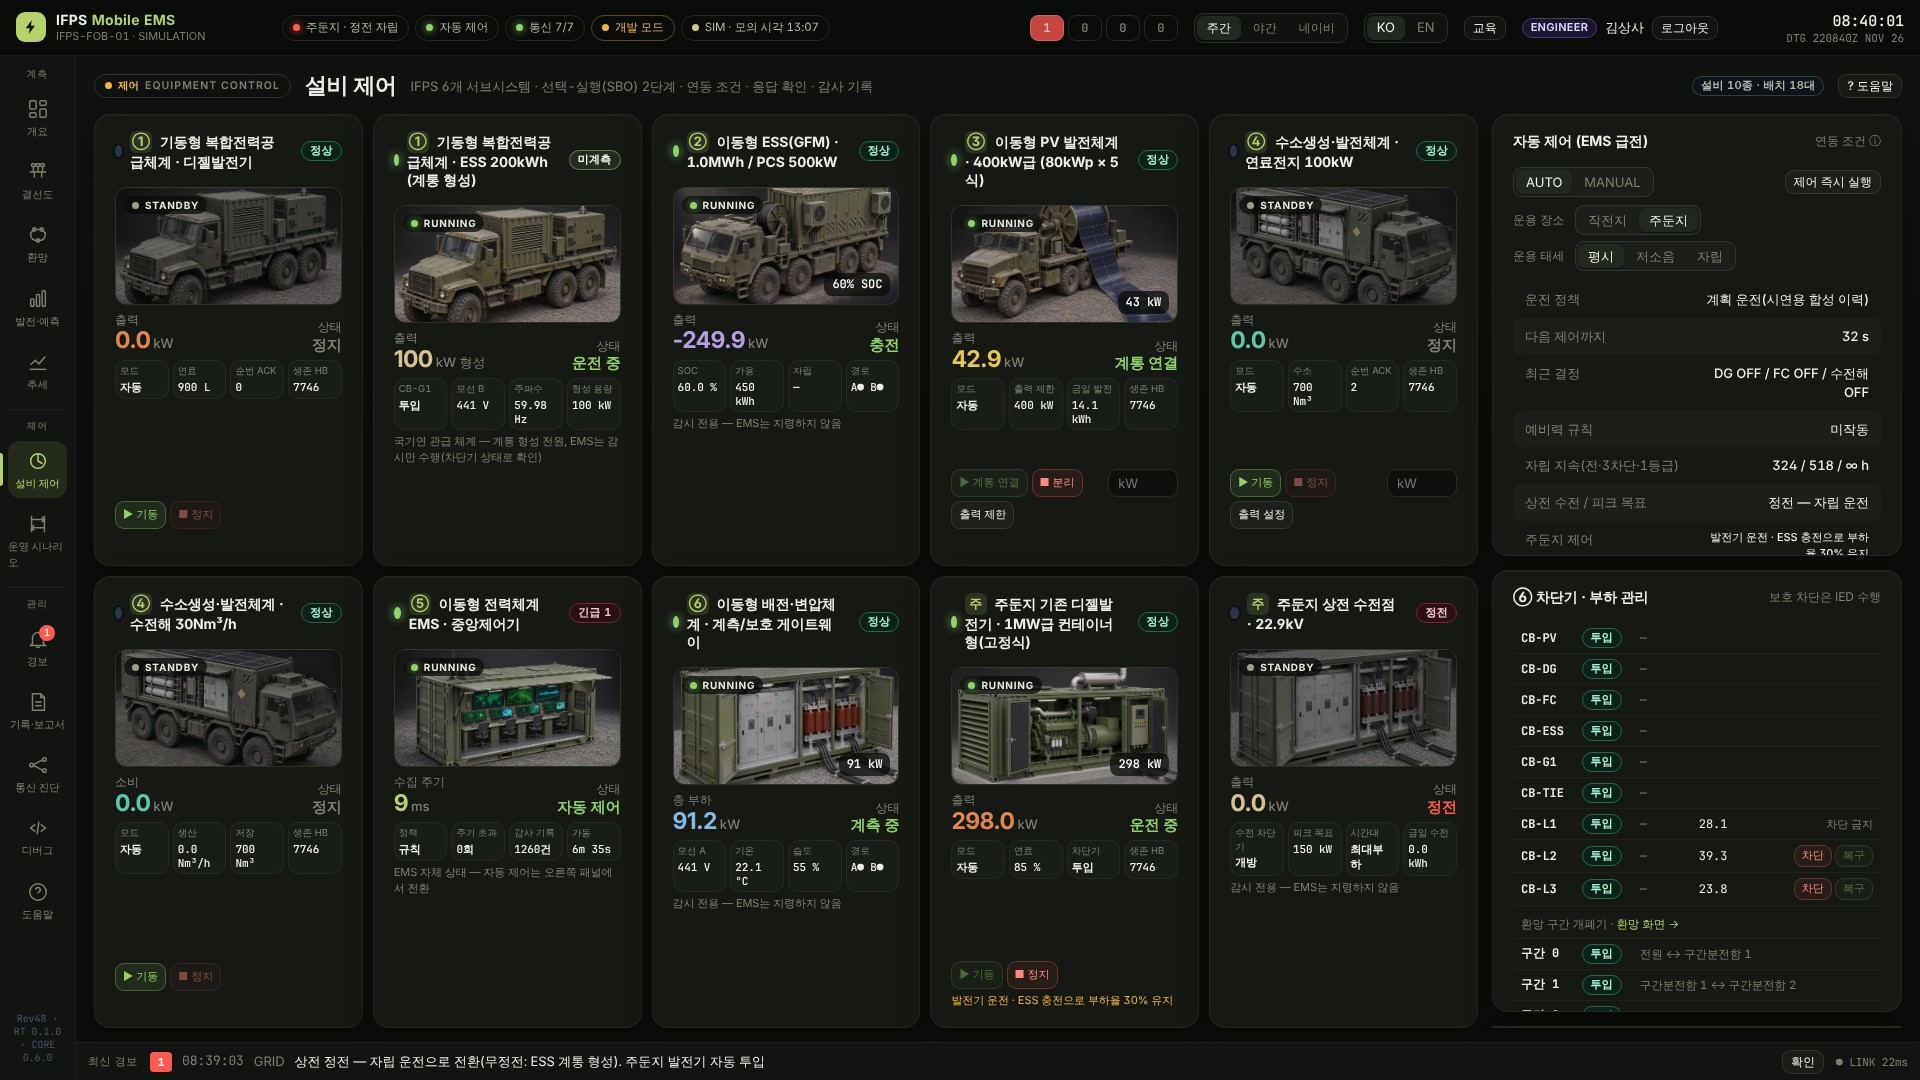 IFPS Mobile EMS
IFPS-FOB-01 · SIMULATION
주둔지 · 정전 자립
자동 제어
통신 7/7
개발 모드
SIM · 모의 시각 13:07
1 0 0 0
주간 야간 네이비
KO EN
교육
ENGINEER 김상사 로그아웃
08:40:01
DTG 220840Z NOV 26
계측
개요
결선도
환망
발전·예측
추세
제어
설비 제어
운영 시나리오
관리
1
경보
기록·보고서
통신 진단
디버그
도움말
Rev48 ·
RT 0.1.0
· CORE
0.6.0
제어 EQUIPMENT CONTROL
설비 제어
IFPS 6개 서브시스템 · 선택-실행(SBO) 2단계 · 연동 조건 · 응답 확인 · 감사 기록
설비 10종 · 배치 18대
? 도움말
① 기동형 복합전력공
급체계 · 디젤발전기
정상
STANDBY
출력
0.0 kW
상태
정지
모드
자동
연료
900 L
순번 ACK
0
생존 HB
7746
▶ 기동 ■ 정지
① 기동형 복합전력공
급체계 · ESS 200kWh
(계통 형성)
미계측
RUNNING
출력
100 kW 형성
상태
운전 중
CB-G1
투입
모선 B
441 V
주파수
59.98
Hz
형성 용량
100 kW
국기연 관급 체계 — 계통 형성 전원, EMS는 감
시만 수행(차단기 상태로 확인)
② 이동형 ESS(GFM) ·
1.0MWh / PCS 500kW
정상
RUNNING
60% SOC
출력
-249.9 kW
상태
충전
SOC
60.0 %
가용
450
kWh
자립
—
경로
A● B●
감시 전용 — EMS는 지령하지 않음
③ 이동형 PV 발전체계
· 400kW급 (80kWp × 5
식)
정상
RUNNING
43 kW
출력
42.9 kW
상태
계통 연결
모드
자동
출력 제한
400 kW
금일 발전
14.1
kWh
생존 HB
7746
▶ 계통 연결 ■ 분리 kW
출력 제한
④ 수소생성·발전체계 ·
연료전지 100kW
정상
STANDBY
출력
0.0 kW
상태
정지
모드
자동
수소
700
Nm³
순번 ACK
2
생존 HB
7746
▶ 기동 ■ 정지 kW
출력 설정
④ 수소생성·발전체계 ·
수전해 30Nm³/h
정상
STANDBY
소비
0.0 kW
상태
정지
모드
자동
생산
0.0
Nm³/h
저장
700
Nm³
생존 HB
7746
▶ 기동 ■ 정지
⑤ 이동형 전력체계
EMS · 중앙제어기
긴급 1
RUNNING
수집 주기
9 ms
상태
자동 제어
정책
규칙
주기 초과
0회
감사 기록
1260건
가동
6m 35s
EMS 자체 상태 — 자동 제어는 오른쪽 패널에
서 전환
⑥ 이동형 배전·변압체
계 · 계측/보호 게이트웨
이
정상
RUNNING
91 kW
총 부하
91.2 kW
상태
계측 중
모선 A
441 V
기온
22.1
°C
습도
55 %
경로
A● B●
감시 전용 — EMS는 지령하지 않음
주 주둔지 기존 디젤발
전기 · 1MW급 컨테이너
형(고정식)
정상
RUNNING
298 kW
출력
298.0 kW
상태
운전 중
모드
자동
연료
85 %
차단기
투입
생존 HB
7746
▶ 기동 ■ 정지
발전기 운전 · ESS 충전으로 부하율 30% 유지
주 주둔지 상전 수전점
· 22.9kV
정전
STANDBY
출력
0.0 kW
상태
정전
수전 차단
기
개방
피크 목표
150 kW
시간대
최대부
하
금일 수전
0.0
kWh
감시 전용 — EMS는 지령하지 않음
자동 제어 (EMS 급전)
연동 조건 ⓘ
AUTO MANUAL
제어 즉시 실행
운용 장소 작전지 주둔지
운용 태세 평시 저소음 자립
운전 정책 계획 운전(시연용 합성 이력)
다음 제어까지 32 s
최근 결정 DG OFF / FC OFF / 수전해
OFF
예비력 규칙 미작동
자립 지속(전·3차단·1등급) 324 / 518 / ∞ h
상전 수전 / 피크 목표 정전 — 자립 운전
주둔지 제어 발전기 운전 · ESS 충전으로 부하
율 30% 유지
⑥ 차단기 · 부하 관리
보호 차단은 IED 수행
CB-PV 투입 —
CB-DG 투입 —
CB-FC 투입 —
CB-ESS 투입 —
CB-G1 투입 —
CB-TIE 투입 —
CB-L1 투입 — 28.1 차단 금지
CB-L2 투입 — 39.3 차단 복구
CB-L3 투입 — 23.8 차단 복구
환망 구간 개폐기 · 환망 화면 →
구간 0 투입 전원 ↔ 구간분전함 1
구간 1 투입 구간분전함 1 ↔ 구간분전함 2
최신 경보 1 08:39:03 GRID 상전 정전 — 자립 운전으로 전환(무정전: ESS 계통 형성). 주둔지 발전기 자동 투입
확인
LINK 22ms